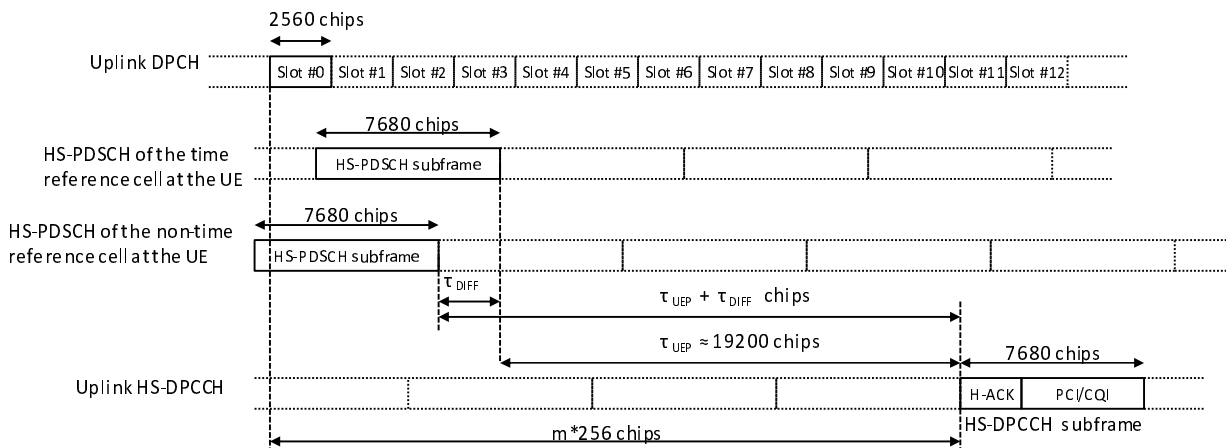 2560 chips
Uplink DPCH
Slot #0 Slot #1 Slot #2 Slot #3 Slot #4 Slot #5 Slot #6 Slot #7 Slot #8 Slot #9 Slot #10 Slot #11 Slot #12
7680 chips
HS-PDSCH of the time
reference cell at the UE
HS-PDSCH subframe
7680 chips
HS-PDSCH of the non-time
reference cell at the UE
HS-PDSCH subframe
τ DIFF
τ UEP + τ DIFF chips
τ UEP ≈ 19200 chips
7680 chips
Uplink HS-DPCCH
H-ACK PCI/CQI
HS-DPCCH subframe
m*256 chips